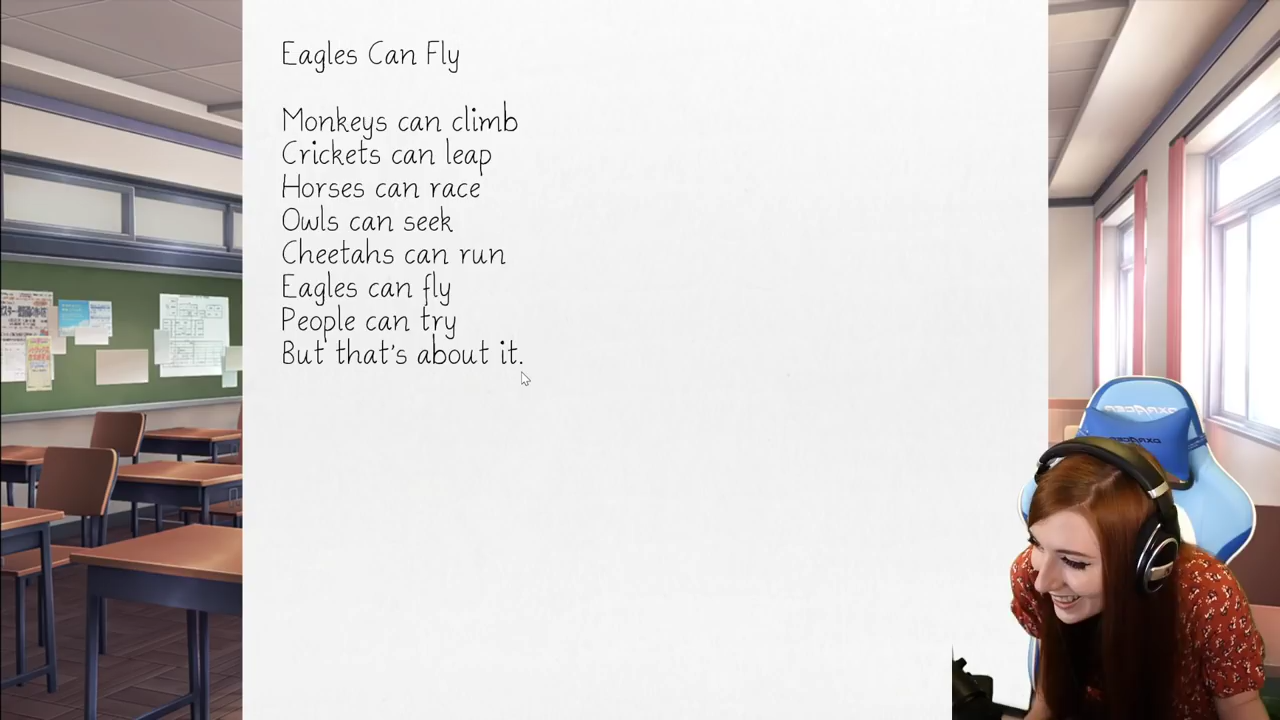 Eagles Can Fly
Monkeys can climb
Crickets can leap
Horses can race
Owls can seek
Cheetahs can run
Eagles can fly
People can try
But that's about it.